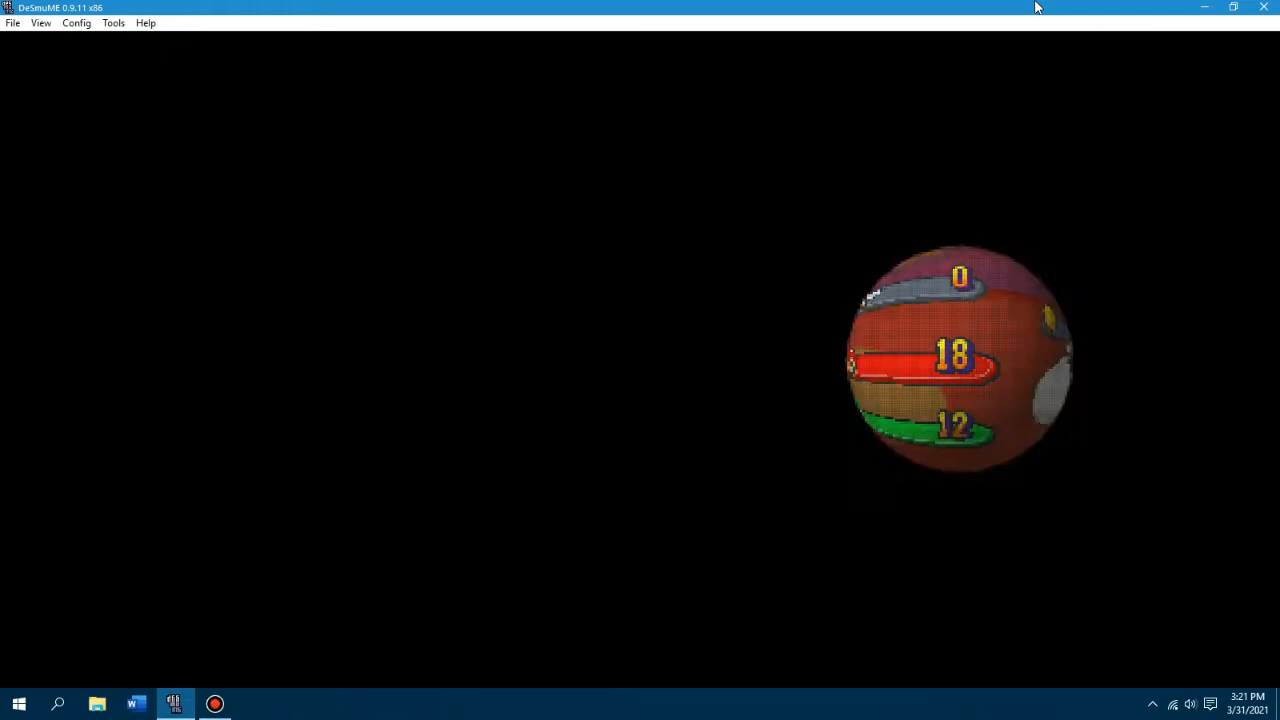 DeSmuME 0.9.11 x86
File View Config Tools Help
0
18
12
3:21 PM
3/31/2021